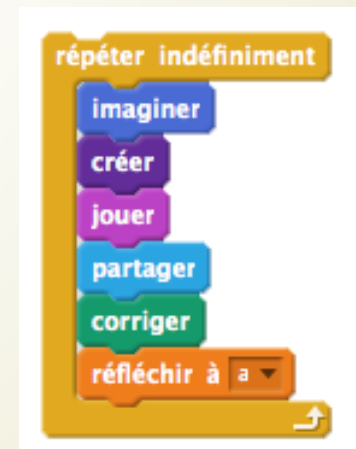 répéter indéfiniment
imaginer
créer
jouer
partager
corriger
réfléchir à a